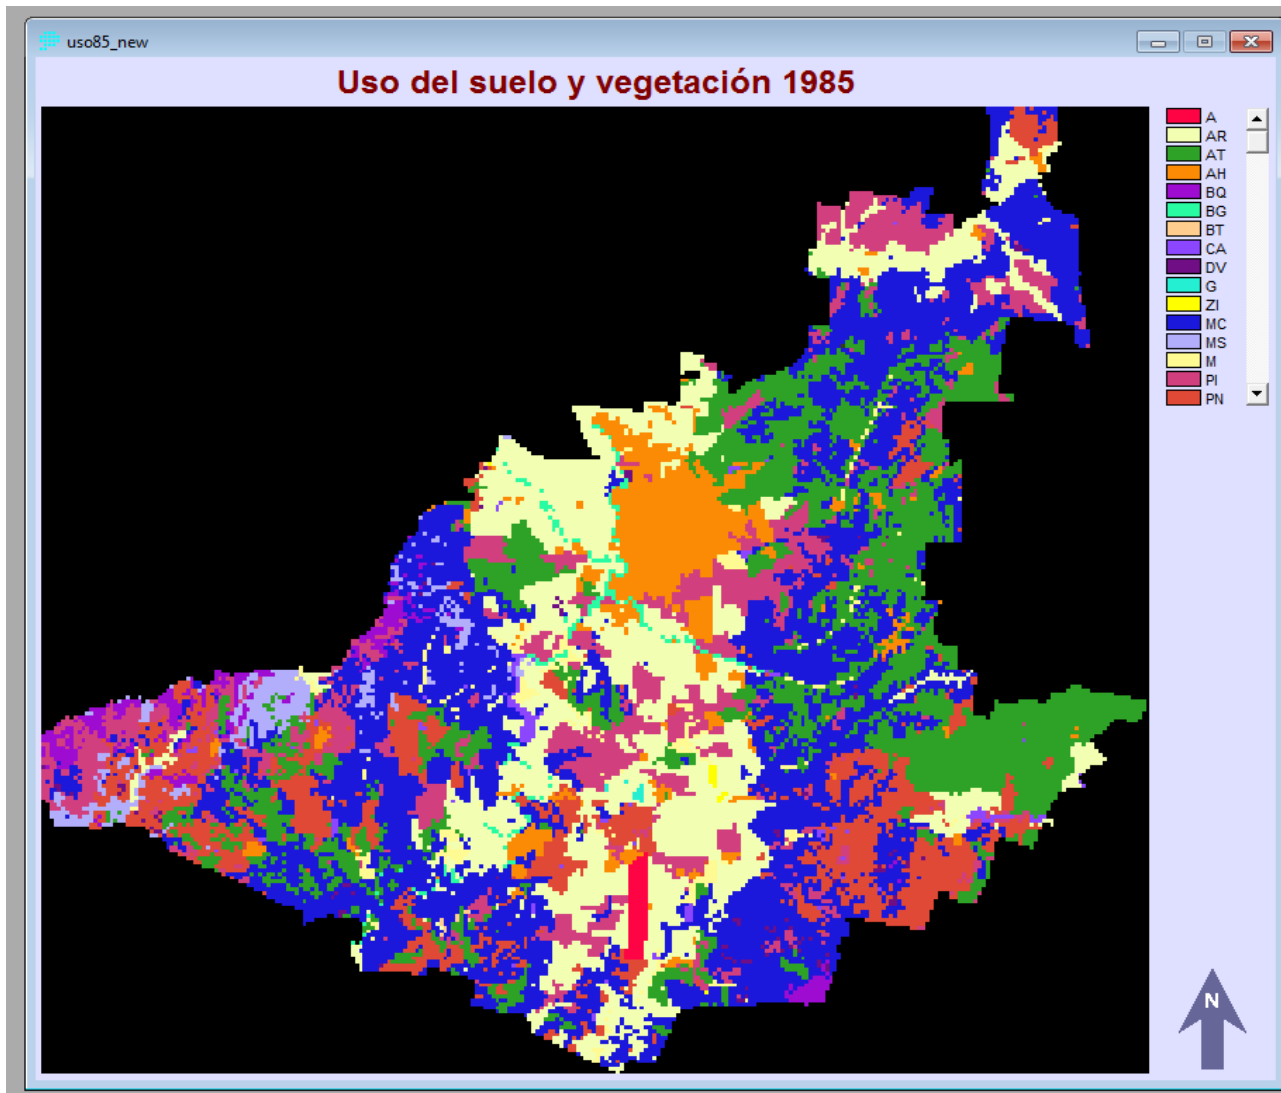 uso85_new
Uso del suelo y vegetación 1985
A
AR
AT
AH
BQ
BG
BT
CA
DV
G
ZI
MC
MS
M
PI
PN
N